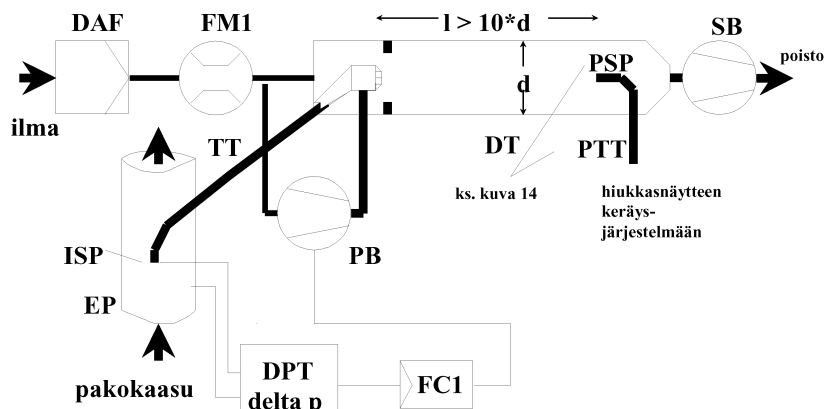 DAF
FM1
l > 10*d
SB
PSP
poisto
d
ilma
TT
DT
PTT
ks. kuva 14
hiukkasnäytteen
keräys-
järjestelmään
ISP
PB
EP
pakokaasu
DPT
delta p
FC1